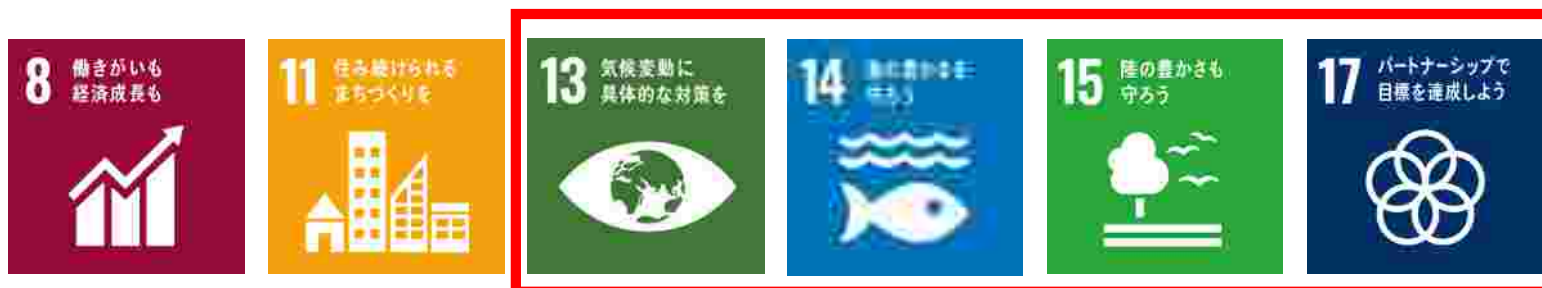 8 働きがいも
経済成長も
11 住み続けられる
まちづくりを
13 気候変動に
具体的な対策を
14
守ろう
15 陸の豊かさも
守ろう
17 パートナーシップで
目標を達成しよう